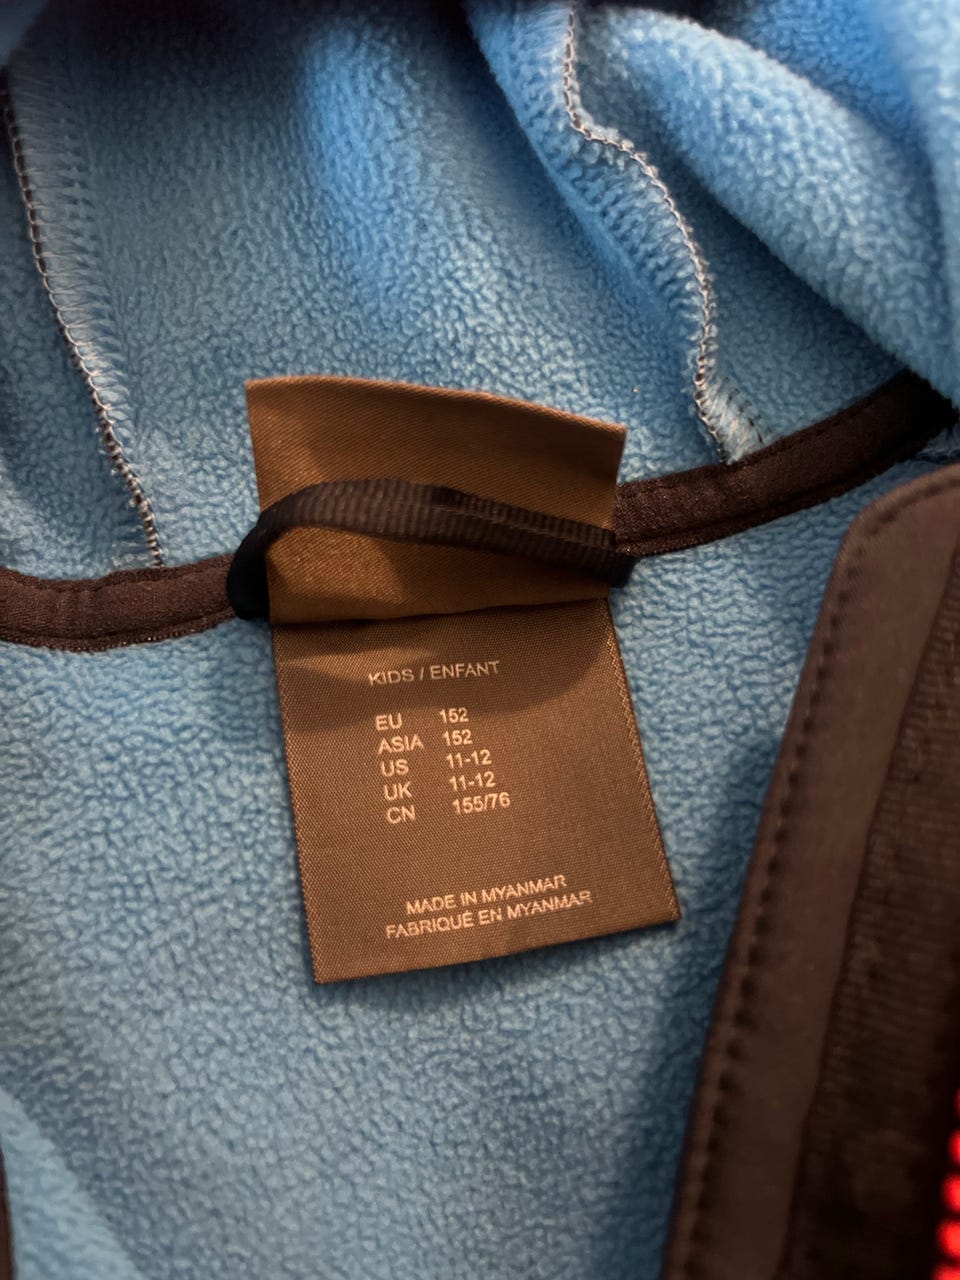 KIDS / ENFANT
EU 152
ASIA 152
US 11-12
UK 11-12
CN 155/76
MADE IN MYANMAR
FABRIQUÉ EN MYANMAR